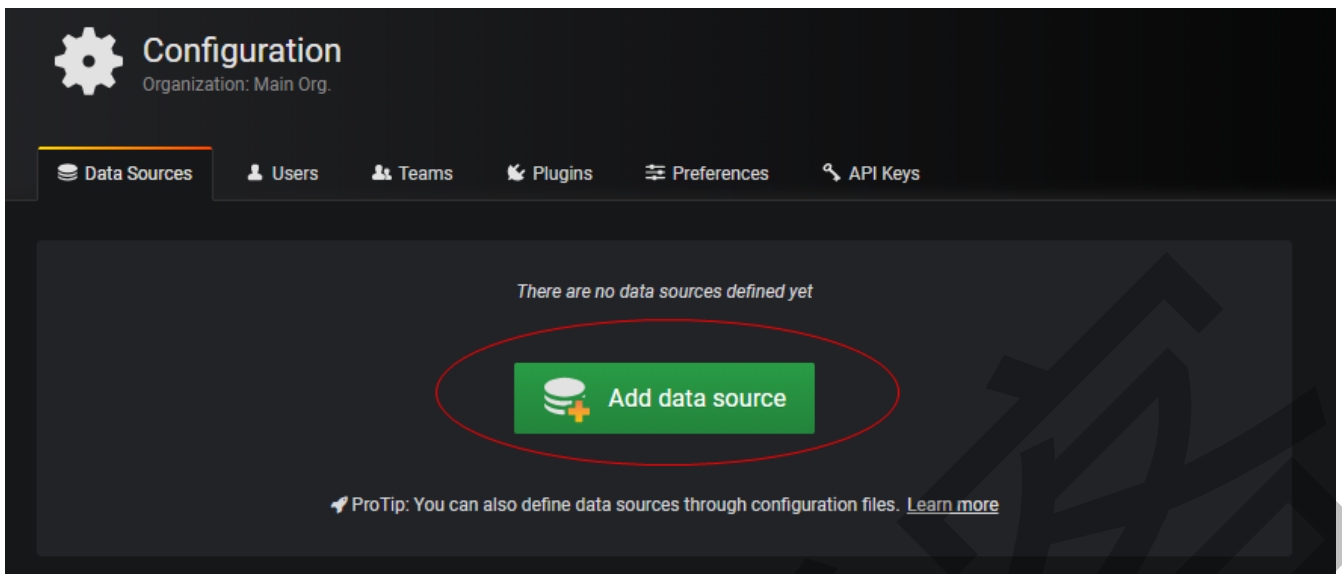 Configuration
Organization: Main Org.
Data Sources Users Teams Plugins Preferences API Keys
There are no data sources defined yet
Add data source
ProTip: You can also define data sources through configuration files. Learn more